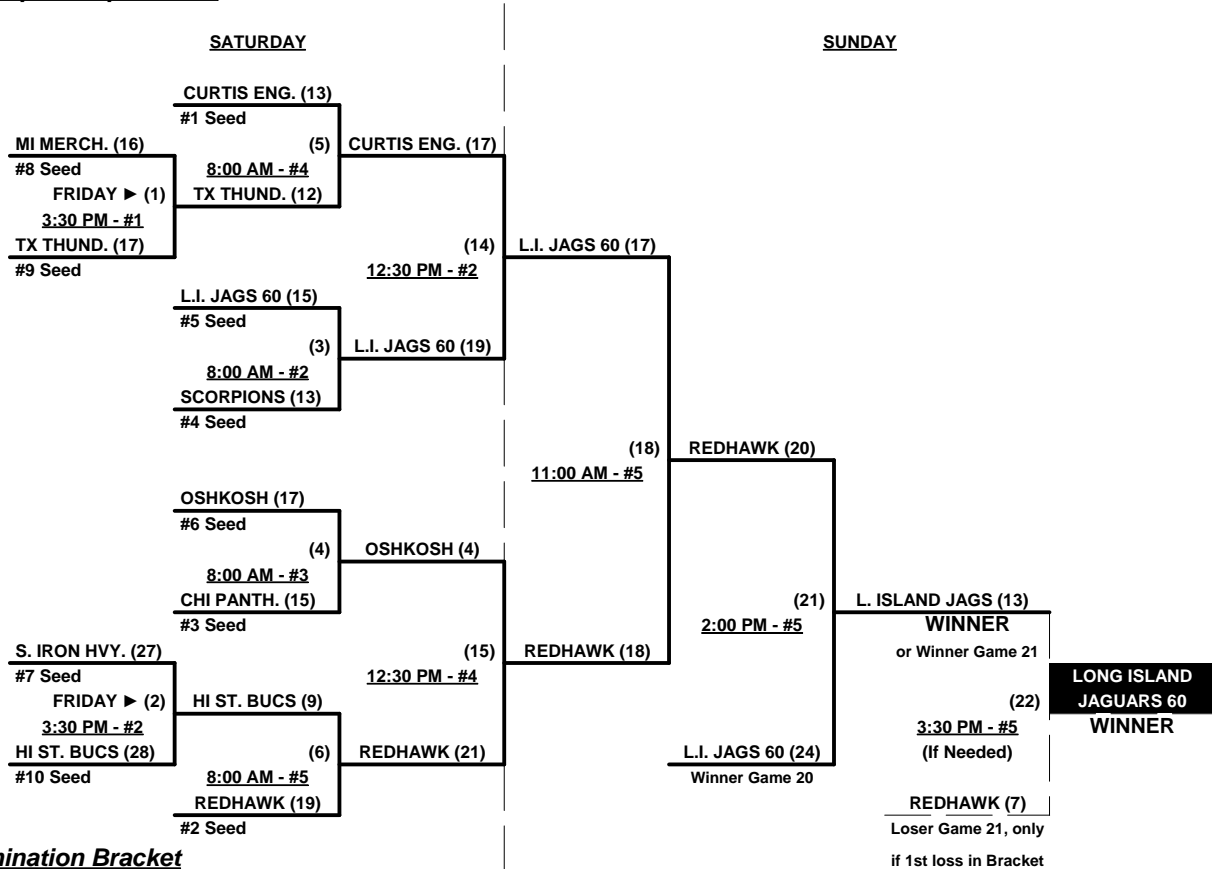 SATURDAY
SUNDAY
CURTIS ENG. (13)
#1 Seed
MI MERCH. (16)
(5)
CURTIS ENG. (17)
#8 Seed
8:00 AM - #4
FRIDAY ► (1)
TX THUND. (12)
3:30 PM - #1
TX THUND. (17)
(14)
L.I. JAGS 60 (17)
#9 Seed
12:30 PM - #2
L.I. JAGS 60 (15)
#5 Seed
(3)
L.I. JAGS 60 (19)
8:00 AM - #2
SCORPIONS (13)
#4 Seed
(18)
REDHAWK (20)
11:00 AM - #5
OSHKOSH (17)
#6 Seed
(4)
OSHKOSH (4)
8:00 AM - #3
CHI PANTH. (15)
(21)
L. ISLAND JAGS (13)
#3 Seed
2:00 PM - #5
WINNER
S. IRON HVY. (27)
(15)
REDHAWK (18)
or Winner Game 21
#7 Seed
12:30 PM - #4
LONG ISLAND
FRIDAY ► (2)
HI ST. BUCS (9)
(22)
JAGUARS 60
3:30 PM - #2
3:30 PM - #5
WINNER
HI ST. BUCS (28)
(6)
REDHAWK (21)
L.I. JAGS 60 (24)
(If Needed)
#10 Seed
8:00 AM - #5
Winner Game 20
REDHAWK (19)
REDHAWK (7)
#2 Seed
Loser Game 21, only
mination Bracket
if 1st loss in Bracket